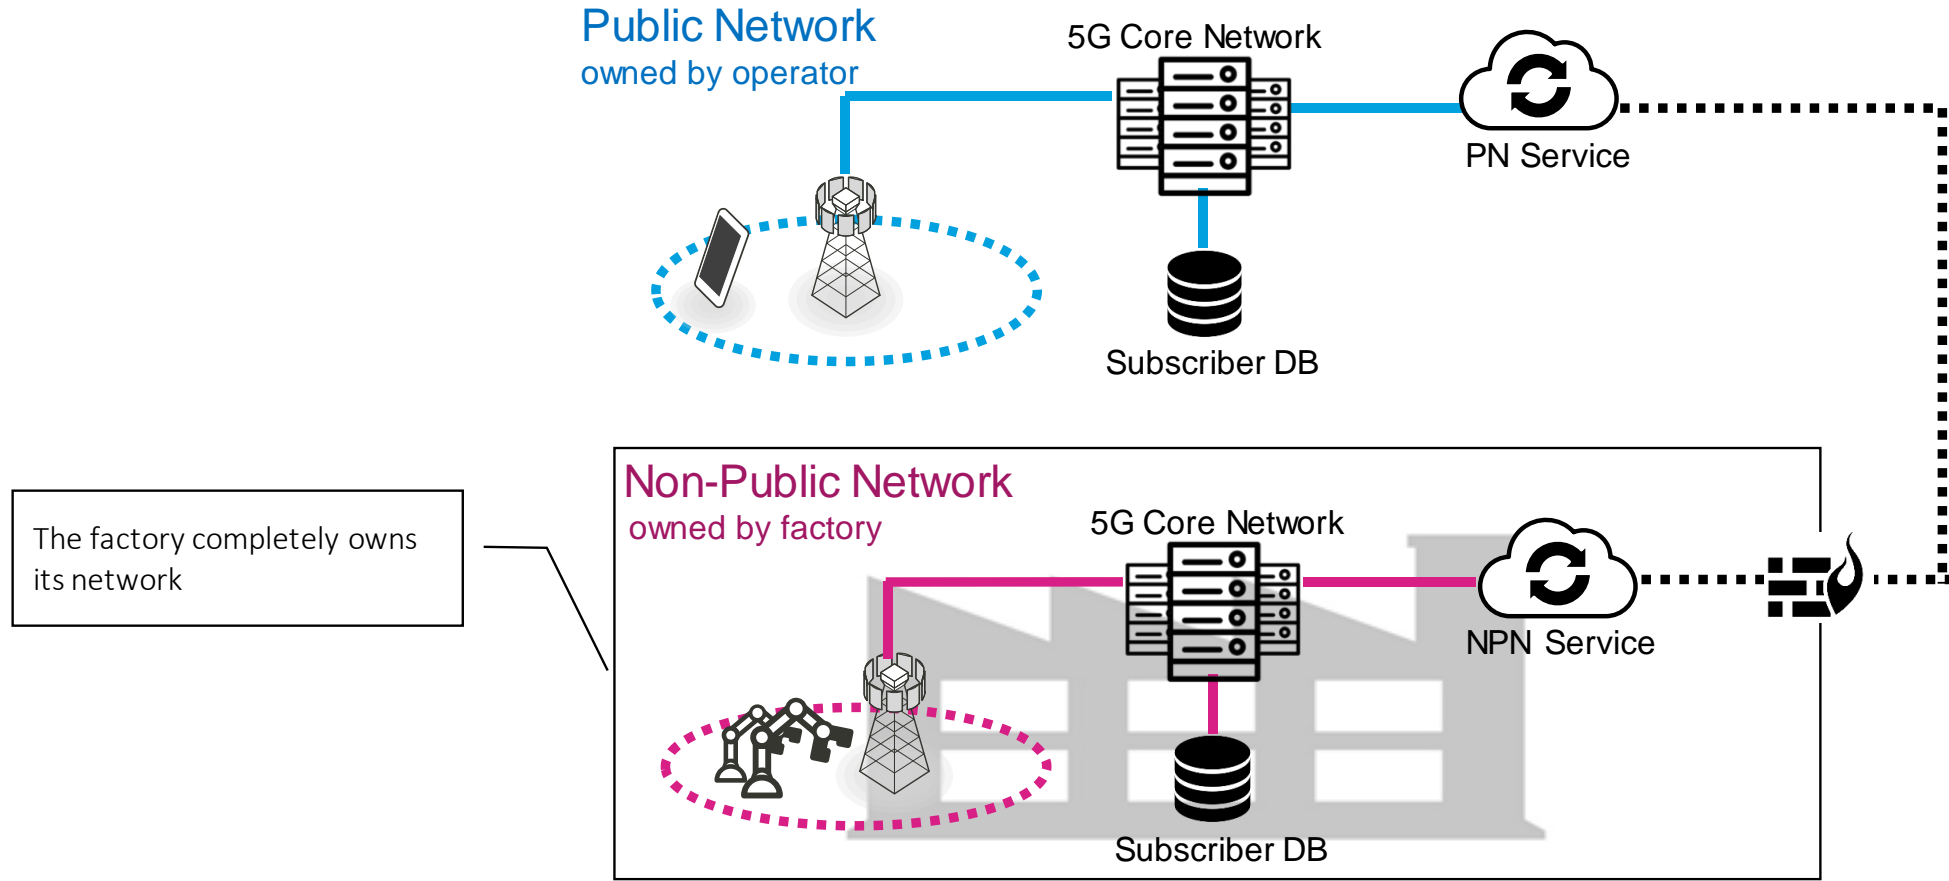 Public Network
owned by operator
5G Core Network
PN Service
Subscriber DB
The factory completely owns
its network
Non-Public Network
owned by factory
5G Core Network
NPN Service
Subscriber DB